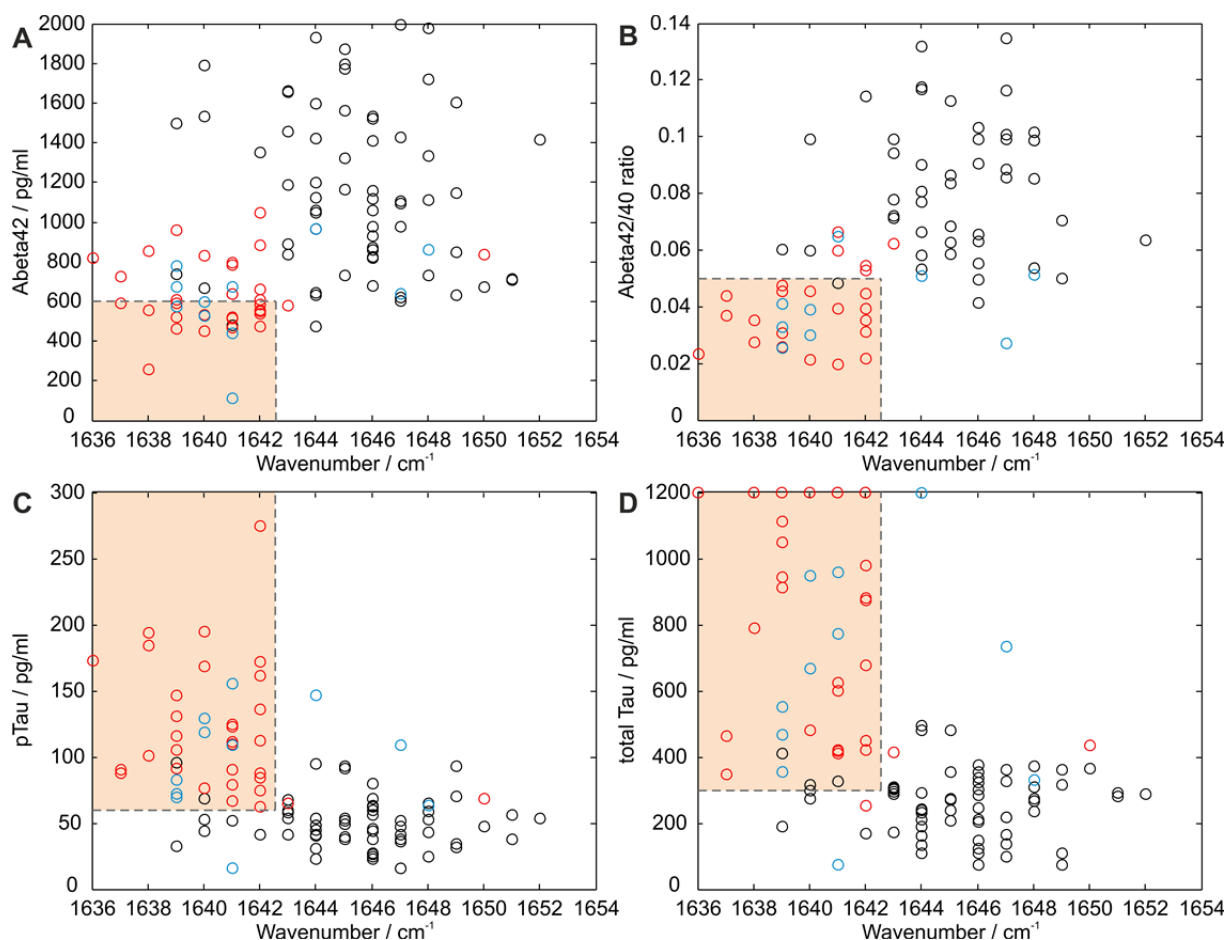 A
Abeta42 / pg/ml
2000
1800
1600
1400
1200
1000
800
600
400
200
0
1636 1638 1640 1642 1644 1646 1648 1650 1652 1654
Wavenumber / cm⁻¹
B
Abeta42/40 ratio
0.14
0.12
0.1
0.08
0.06
0.04
0.02
0
1636 1638 1640 1642 1644 1646 1648 1650 1652 1654
Wavenumber / cm⁻¹
C
pTau / pg/ml
300
250
200
150
100
50
0
1636 1638 1640 1642 1644 1646 1648 1650 1652 1654
Wavenumber / cm⁻¹
D
total Tau / pg/ml
1200
1000
800
600
400
200
0
1636 1638 1640 1642 1644 1646 1648 1650 1652 1654
Wavenumber / cm⁻¹